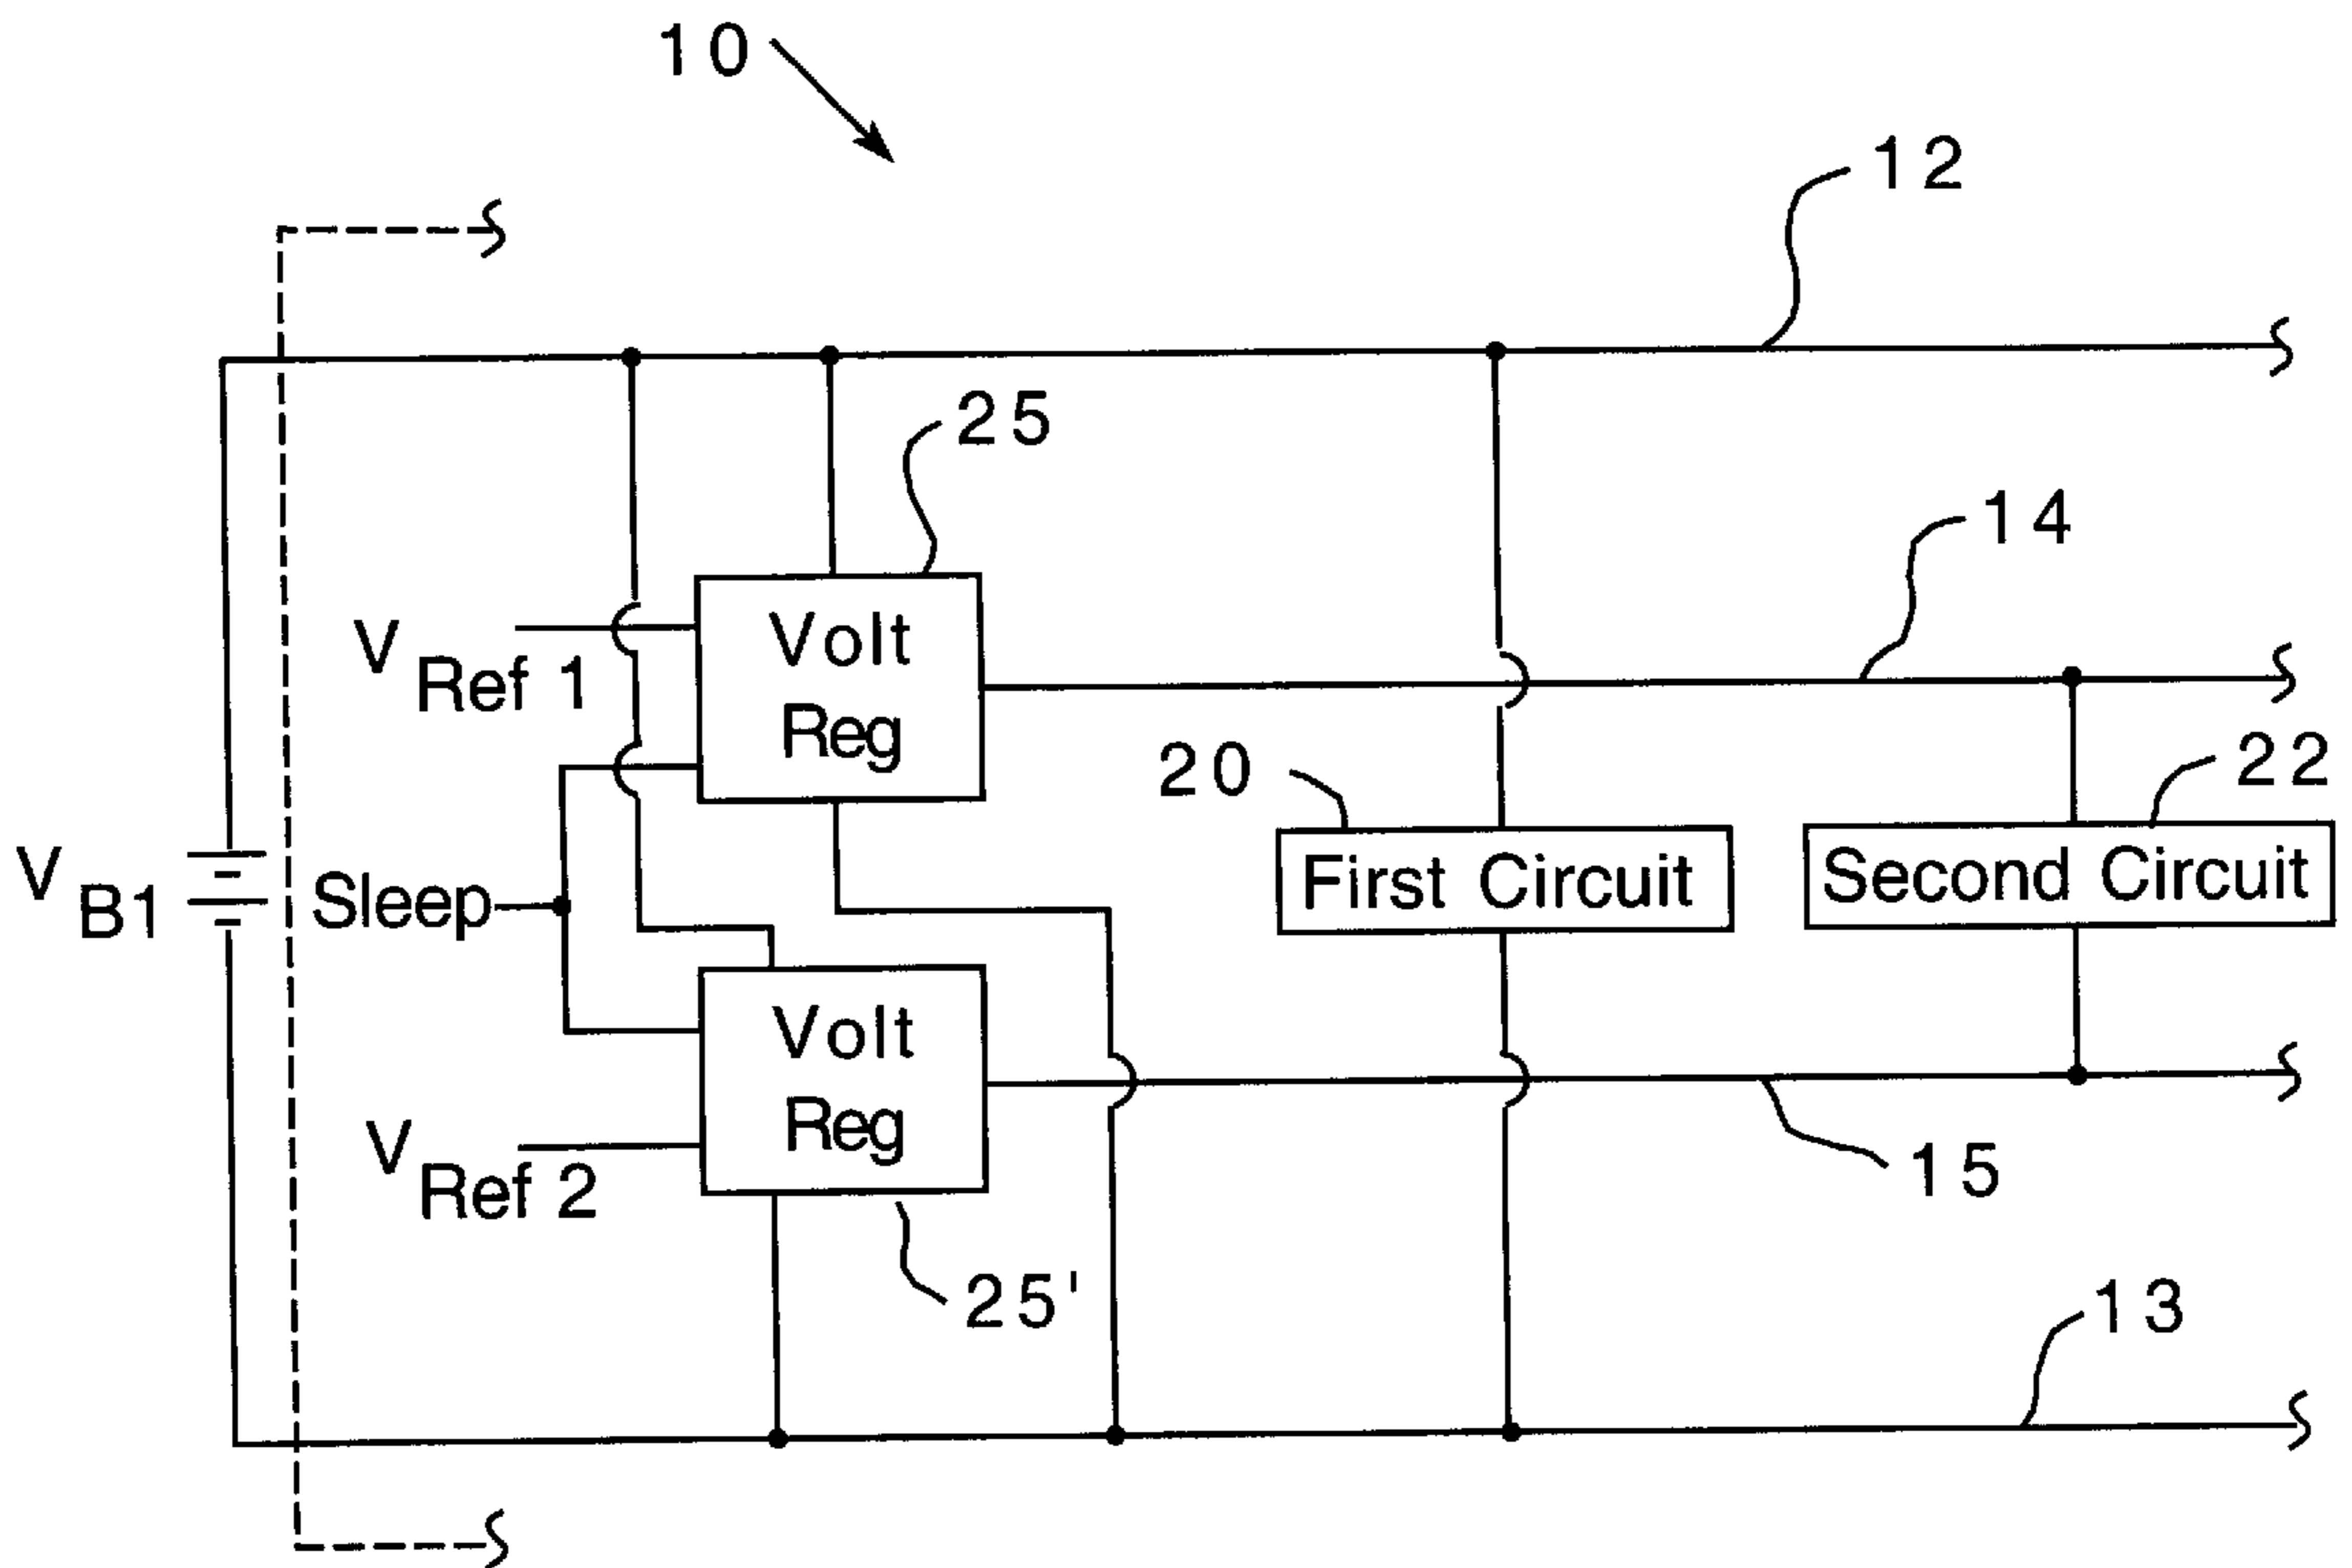 10
12
25
14
V Ref 1
Volt
Reg
20
22
V B1
Sleep
First Circuit
Second Circuit
Volt
Reg
V Ref 2
15
25'
13